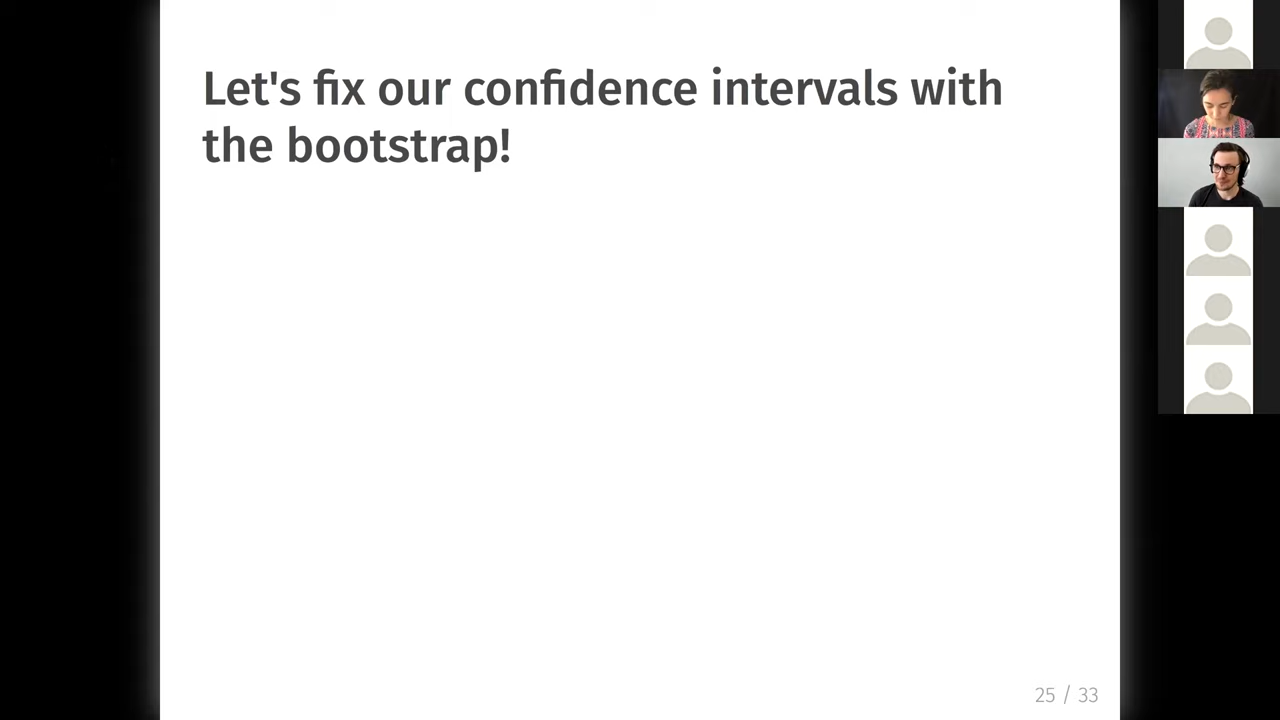 Let's fix our confidence intervals with
the bootstrap!
25 / 33